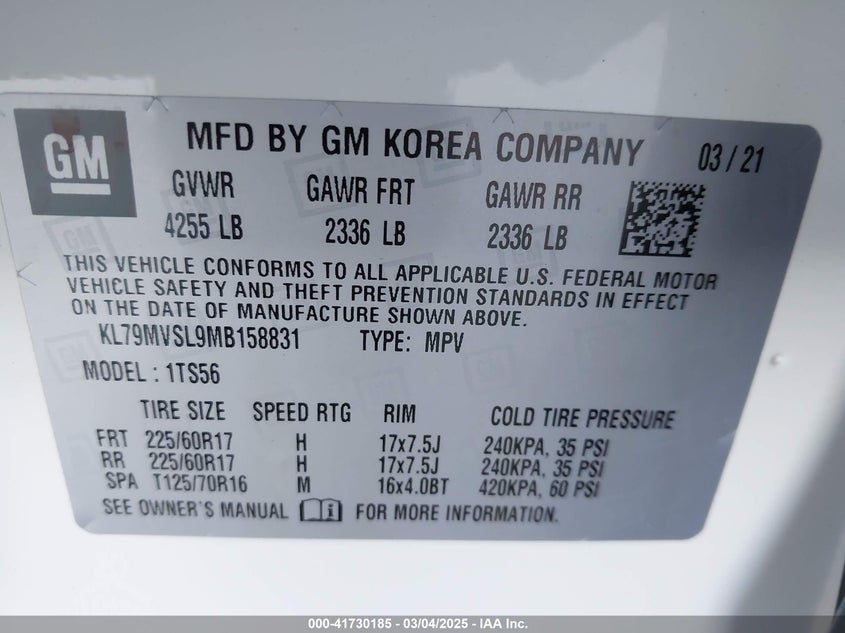 GM
MFD BY GM KOREA COMPANY 03/21
GVWR GAWR FRT GAWR RR
4255 LB 2336 LB 2336 LB
THIS VEHICLE CONFORMS TO ALL APPLICABLE U.S. FEDERAL MOTOR
VEHICLE SAFETY AND THEFT PREVENTION STANDARDS IN EFFECT
ON THE DATE OF MANUFACTURE SHOWN ABOVE.
KL79MVSL9MB158831 TYPE: MPV
MODEL : 1TS56
TIRE SIZE SPEED RTG RIM COLD TIRE PRESSURE
FRT 225/60R17 H 17x7.5J 240KPA, 35 PSI
RR 225/60R17 H 17x7.5J 240KPA, 35 PSI
SPA T125/70R16 M 16x4.0BT 420KPA, 60 PSI
SEE OWNER'S MANUAL FOR MORE INFORMATION.
000-41730185 - 03/04/2025 - IAA Inc.